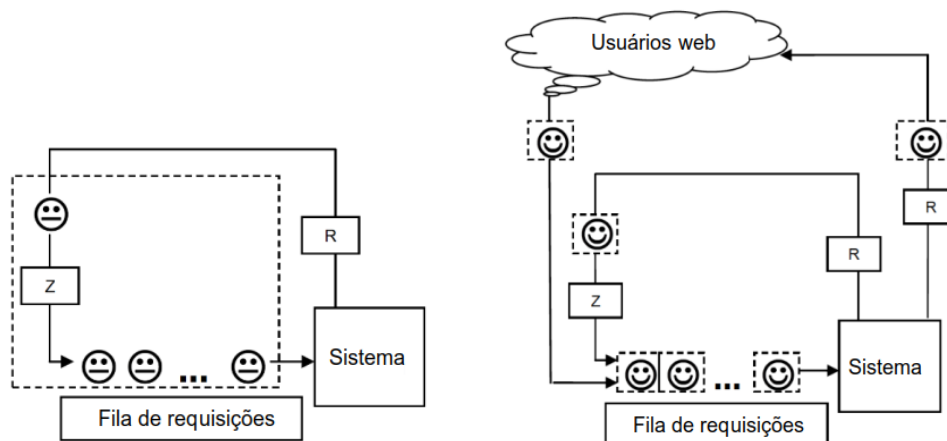 R
Z
Sistema
...
Fila de requisições
Usuários web
R
R
Z
Sistema
...
Fila de requisições